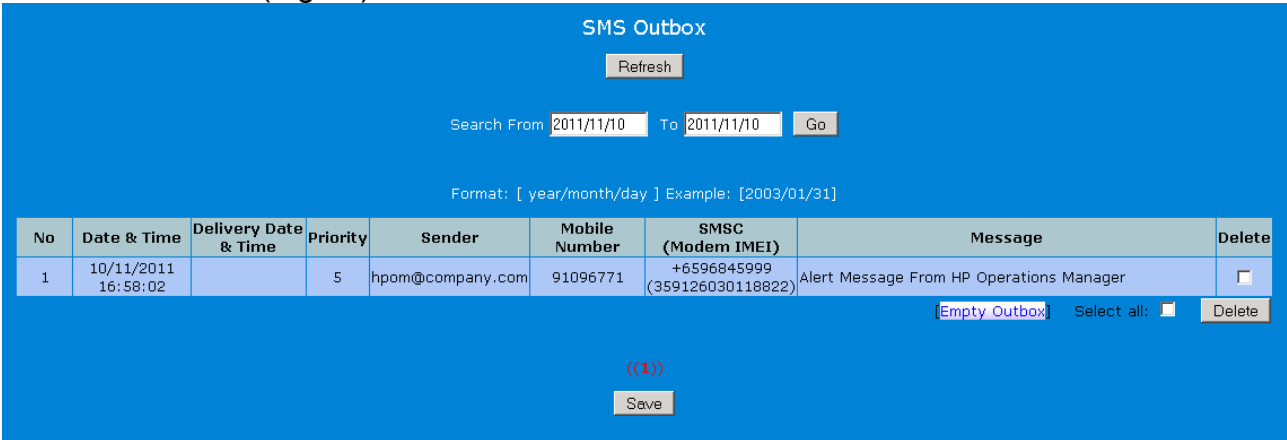 SMS Outbox
Refresh
Search From 2011/11/10 To 2011/11/10 Go
Format: [ year/month/day ] Example: [2003/01/31]
No Date & Time Delivery Date & Time Priority Sender Mobile Number SMSC (Modem IMEI) Message Delete
1 10/11/2011 16:58:02 5 hpom@company.com 91096771 +6596845999 (359126030118822) Alert Message From HP Operations Manager
[Empty Outbox] Select all: Delete
((1))
Save